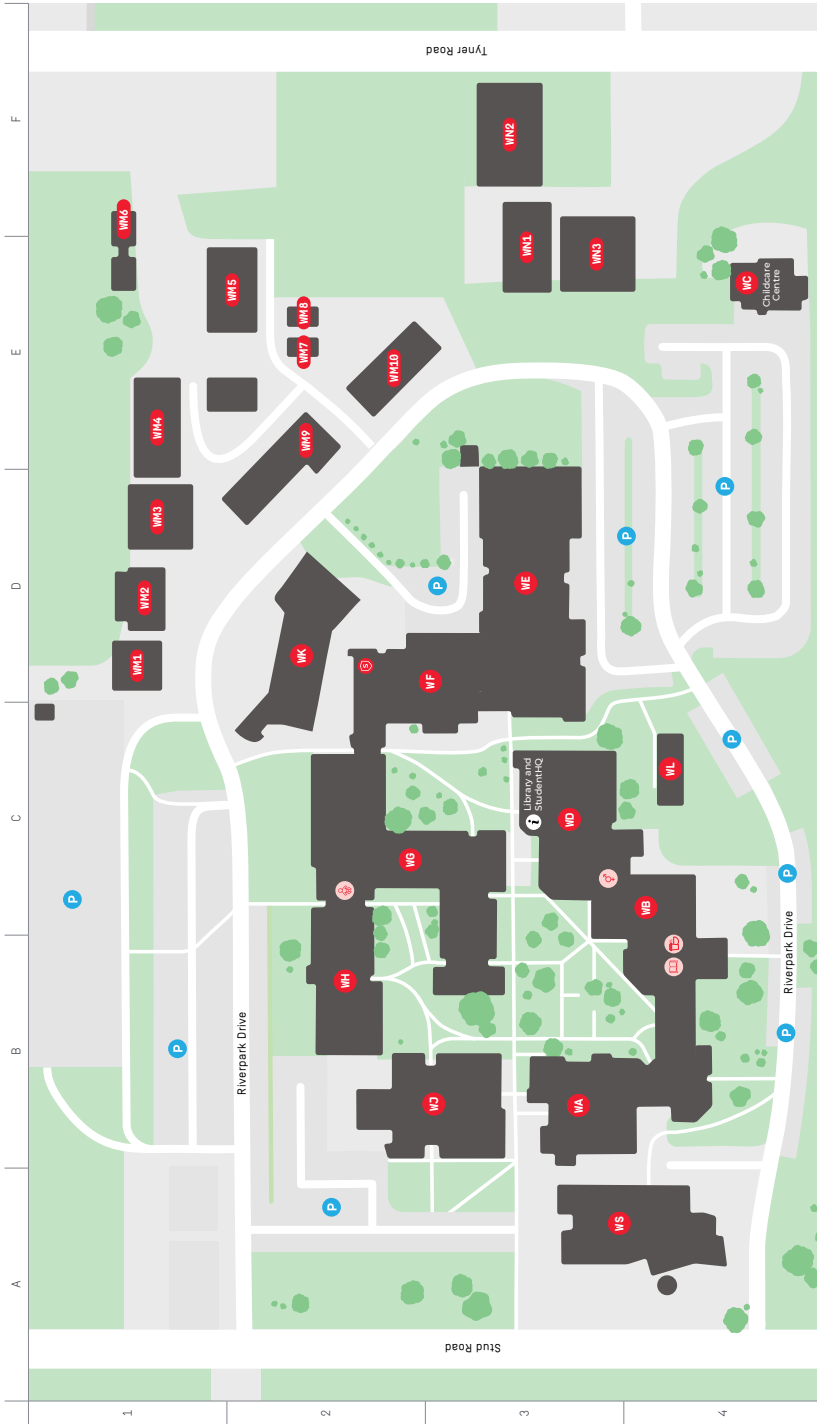 Tyner Road
F
WN2
WM6
WN1
WN3
WM5
WC
Childcare
Centre
WM8
WM7
E
WM10
WM4
WM9
P
WM3
P
D
WM2
P
WE
WK
WM1
S
WF
P
WL
Library and
StudentHQ
i
WD
C
WG
P
P
WB
Riverpark Drive
WH
P
B
P
Riverpark Drive
WJ
WA
P
WS
A
Stud Road
1
2
3
4